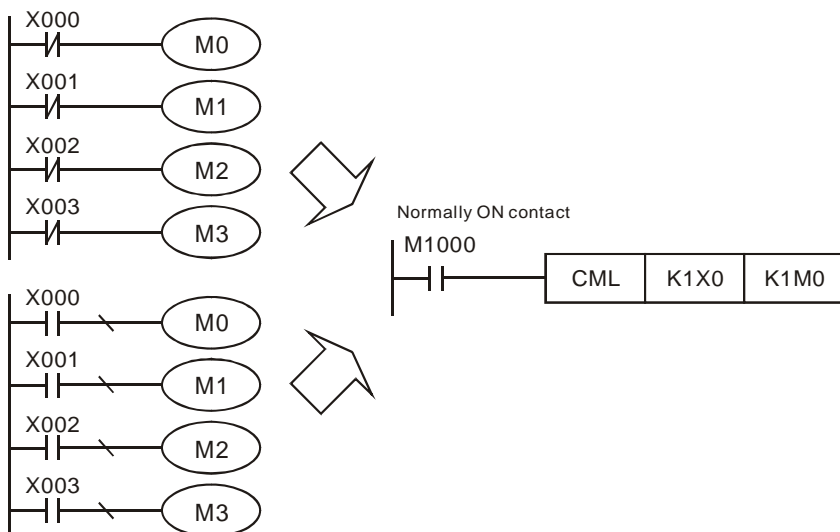 X000
M0
X001
M1
X002
M2
X003
M3
X000
M0
X001
M1
X002
M2
X003
M3
Normally ON contact
M1000
CML K1X0 K1M0